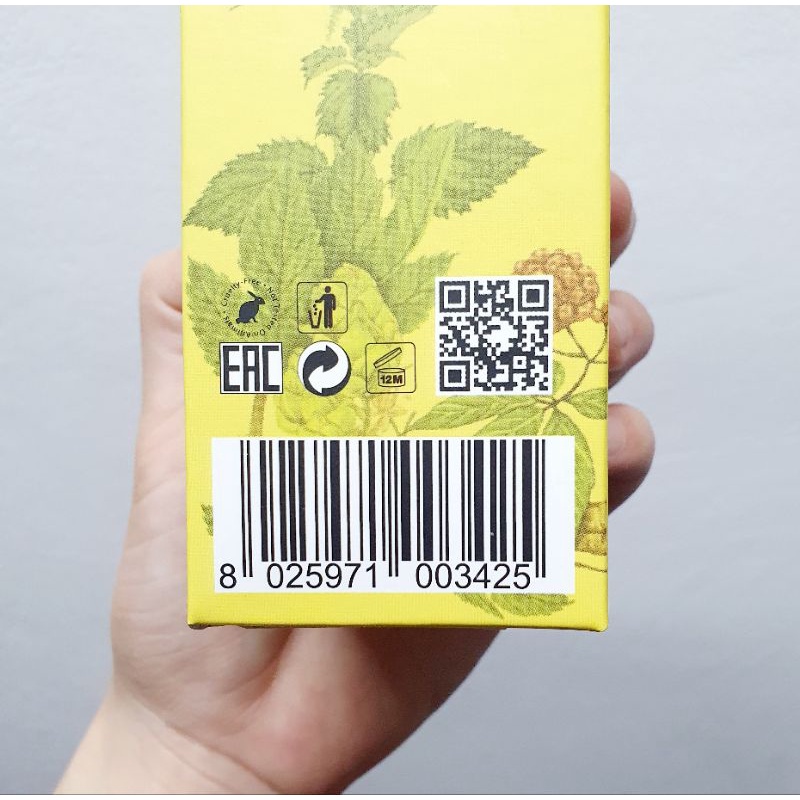 Cruelty-Free • Not Tested On Animals •
EAC
12M
8 025971 003425